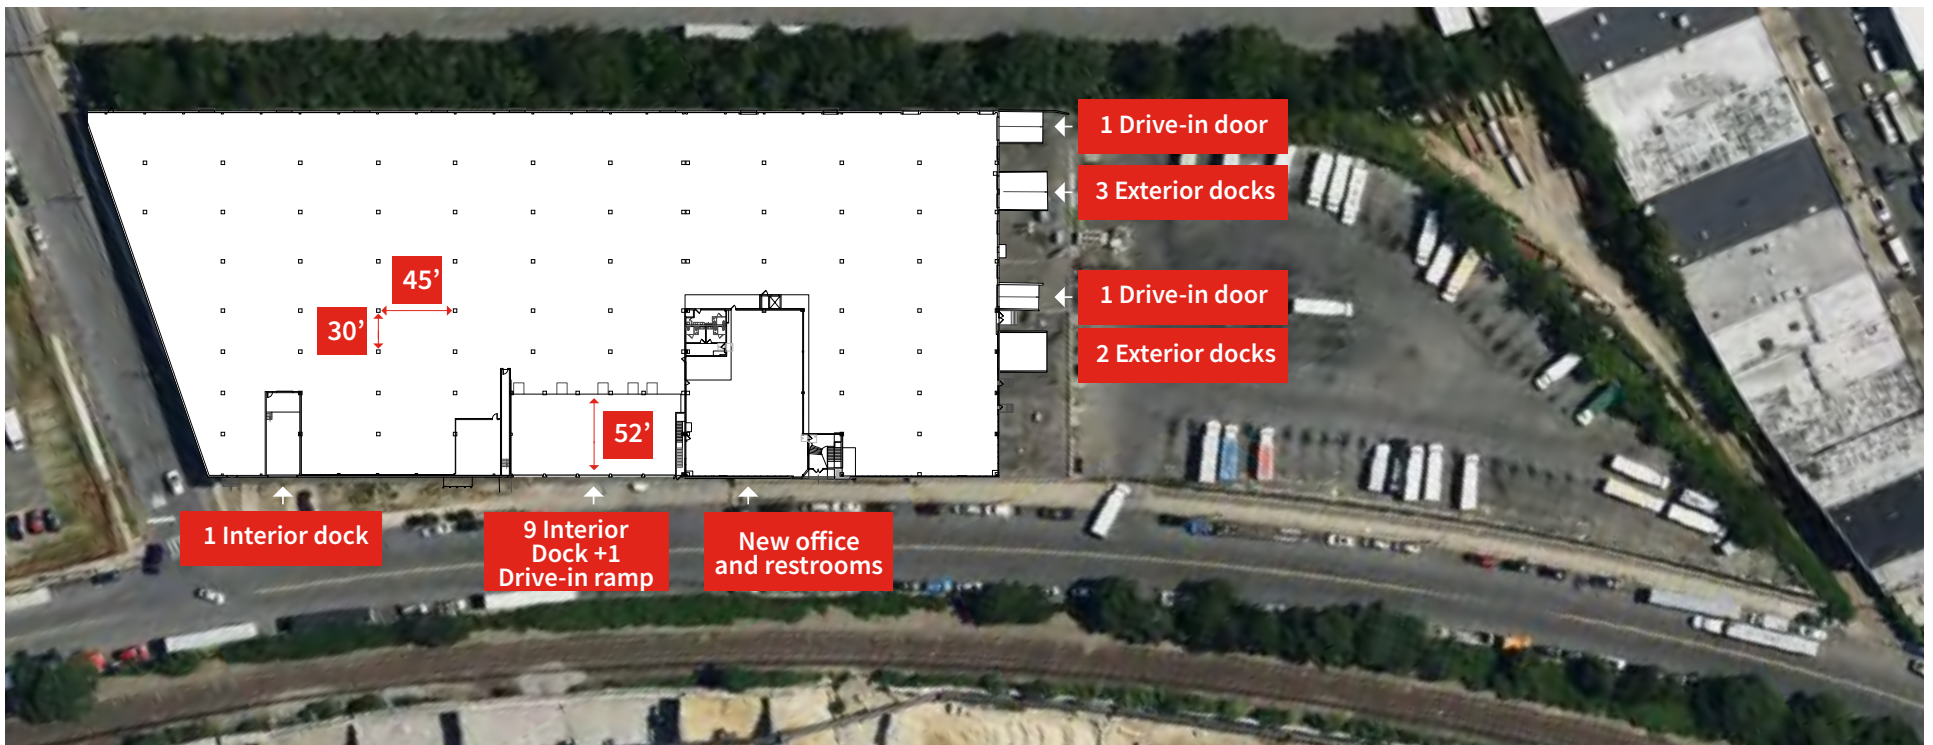 1 Drive-in door
3 Exterior docks
45’
30’
1 Drive-in door
2 Exterior docks
52’
1 Interior dock
9 Interior
Dock +1
Drive-in ramp
New office
and restrooms